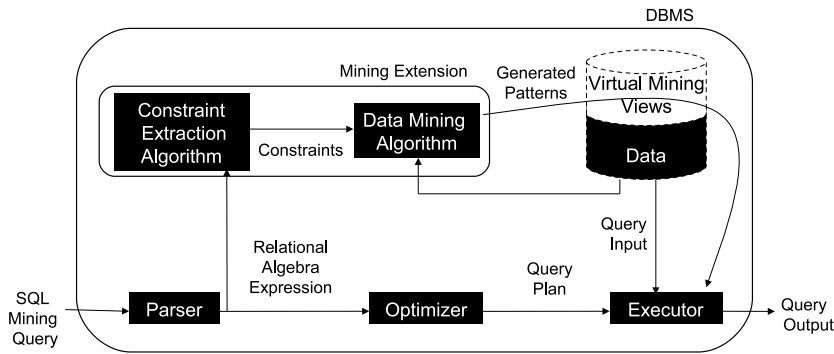 DBMS
Mining Extension
Generated
Patterns
Virtual Mining
Views
Constraint
Extraction
Algorithm
Constraints
Data Mining
Algorithm
Data
Query
Input
Relational
Algebra
Expression
Query
Plan
SQL
Mining
Query
Parser
Optimizer
Executor
Query
Output